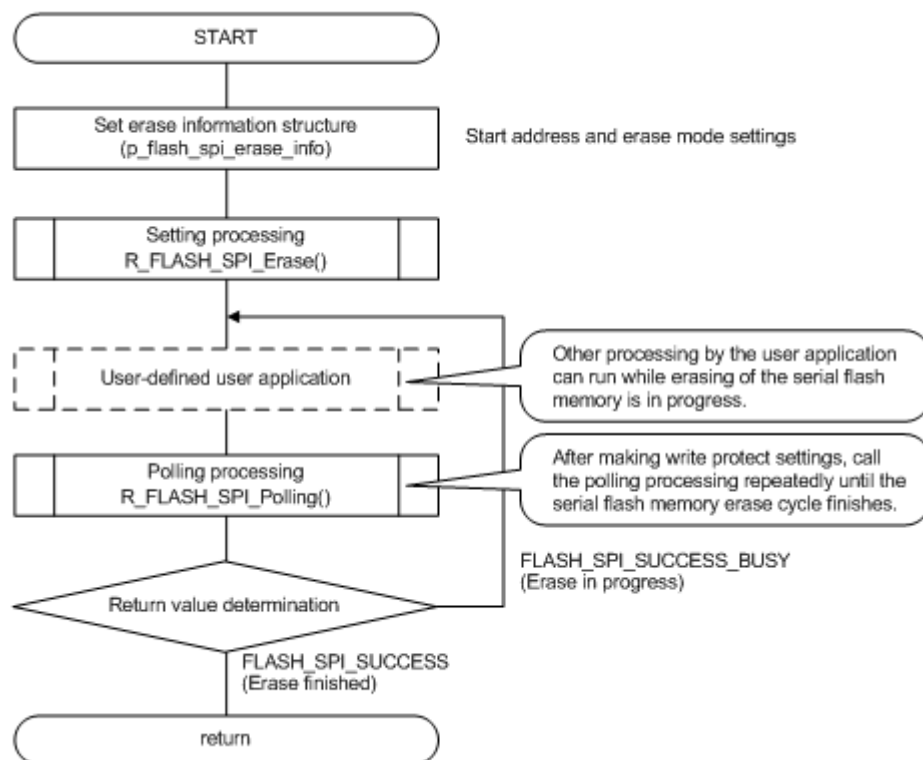 START
Set erase information structure
(p_flash_spi_erase_info)
Start address and erase mode settings
Setting processing
R_FLASH_SPI_Erase()
User-defined user application
Other processing by the user application
can run while erasing of the serial flash
memory is in progress.
Polling processing
R_FLASH_SPI_Polling()
After making write protect settings, call
the polling processing repeatedly until the
serial flash memory erase cycle finishes.
FLASH_SPI_SUCCESS_BUSY
(Erase in progress)
Return value determination
FLASH_SPI_SUCCESS
(Erase finished)
return